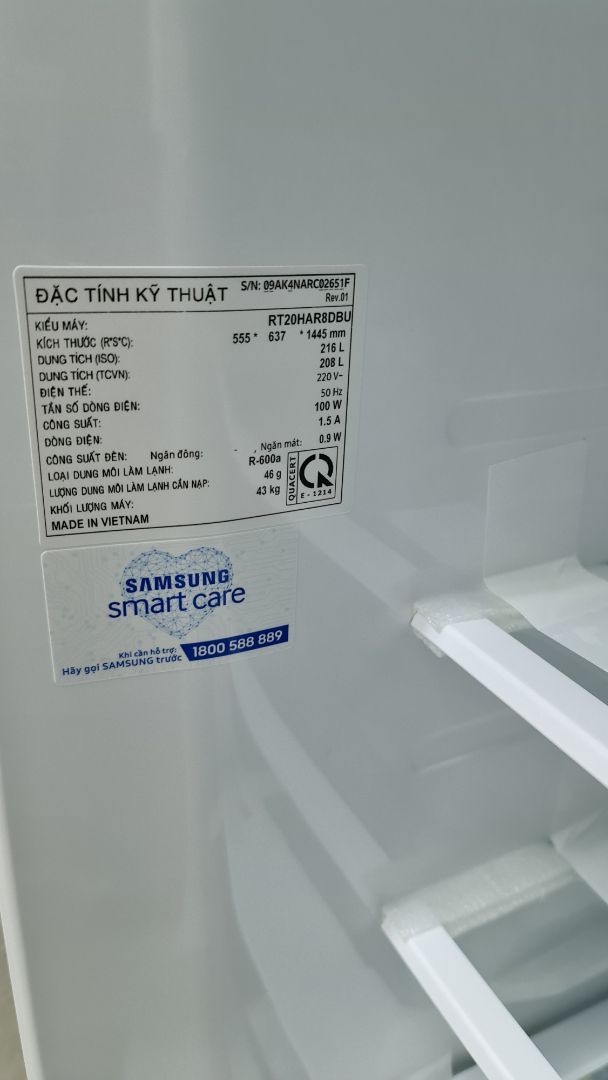 ĐẶC TÍNH KỸ THUẬT
S/N: 09AK4NARC02651F
Rev.01
KIỂU MÁY: RT20HAR8DBU
KÍCH THƯỚC (R*S*C): 555 * 637 * 1445 mm
DUNG TÍCH (ISO): 216 L
DUNG TÍCH (TCVN): 208 L
ĐIỆN THẾ: 220 V~
TẦN SỐ DÒNG ĐIỆN: 50 Hz
CÔNG SUẤT: 100 W
DÒNG ĐIỆN: 1.5 A
CÔNG SUẤT ĐÈN: Ngăn đông: - , Ngăn mát: 0.9 W
LOẠI DUNG MÔI LÀM LẠNH: R-600a
LƯỢNG DUNG MÔI LÀM LẠNH CẦN NẠP: 46 g
KHỐI LƯỢNG MÁY: 43 kg
MADE IN VIETNAM
QUACERT
E - 1214
SAMSUNG
smart care
Khi cần hỗ trợ:
Hãy gọi SAMSUNG trước
1800 588 889